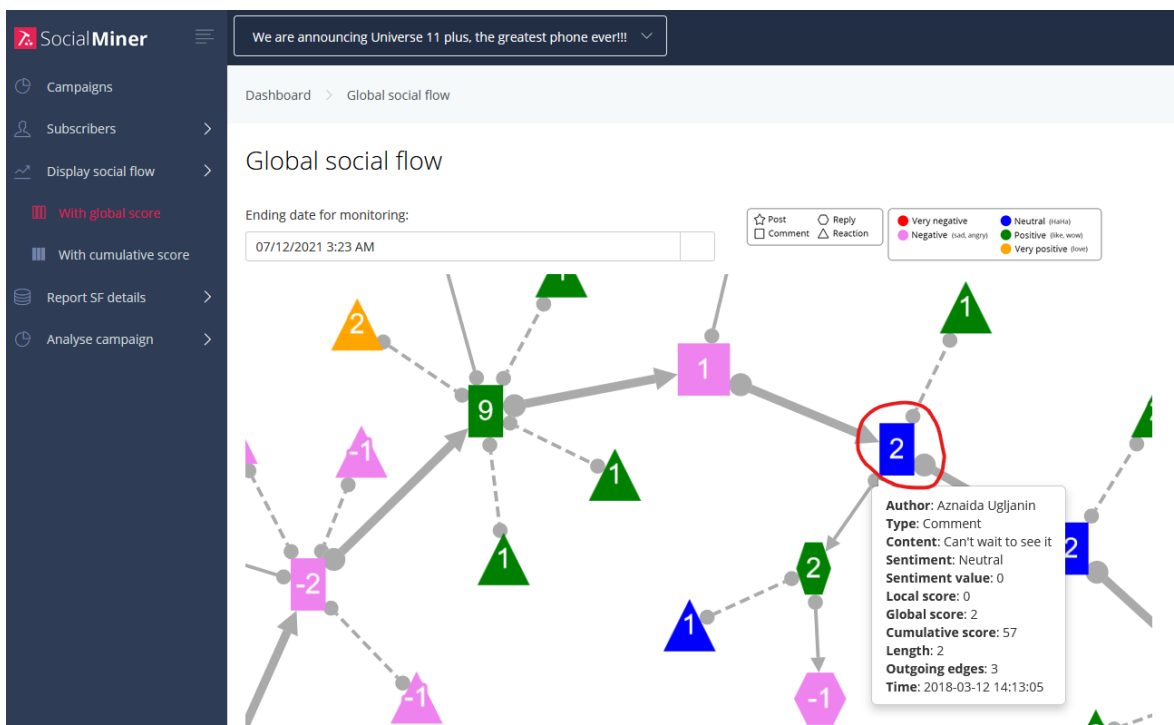 SocialMiner
We are announcing Universe 11 plus, the greatest phone ever!!!
Campaigns
Subscribers
Display social flow
With global score
With cumulative score
Report SF details
Analyse campaign
Dashboard > Global social flow
Global social flow
Ending date for monitoring:
07/12/2021 3:23 AM
Post Reply
Comment Reaction
Very negative Neutral (HaHa)
Negative (sad, angry) Positive (like, wow)
Very positive (love)
1
2
1
1
9
2
-1
1
1
-2
2
2
1
-1
-1
Author: Aznaida Ugljanin
Type: Comment
Content: Can't wait to see it
Sentiment: Neutral
Sentiment value: 0
Local score: 0
Global score: 2
Cumulative score: 57
Length: 2
Outgoing edges: 3
Time: 2018-03-12 14:13:05